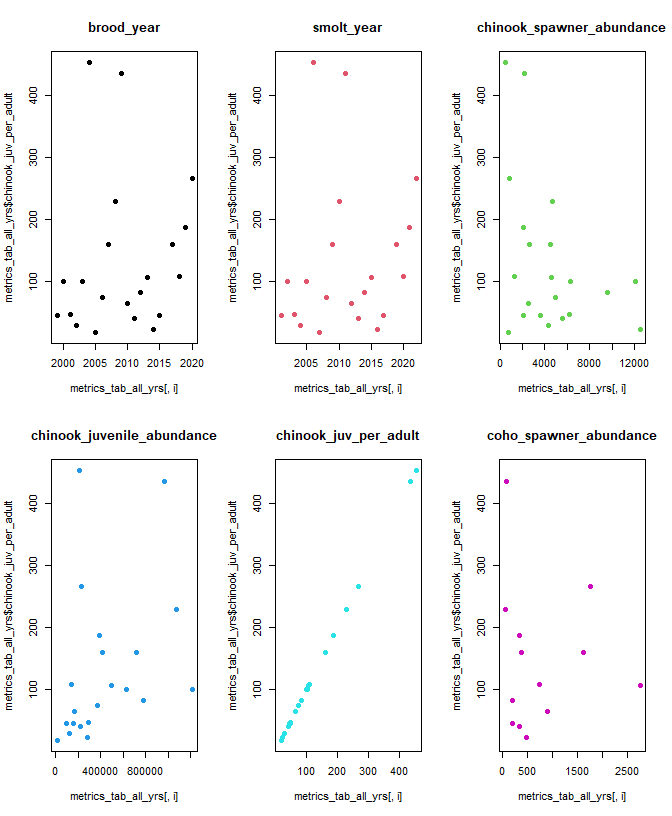 brood_year
smolt_year
chinook_spawner_abundance
metrics_tab_all_yrs$chinook_juv_per_adult
100 200 300 400
2000 2005 2010 2015 2020
metrics_tab_all_yrs[, i]
metrics_tab_all_yrs$chinook_juv_per_adult
100 200 300 400
2005 2010 2015 2020
metrics_tab_all_yrs[, i]
metrics_tab_all_yrs$chinook_juv_per_adult
100 200 300 400
0 4000 8000 12000
metrics_tab_all_yrs[, i]
chinook_juvenile_abundance
chinook_juv_per_adult
coho_spawner_abundance
metrics_tab_all_yrs$chinook_juv_per_adult
100 200 300 400
0 400000 800000
metrics_tab_all_yrs[, i]
metrics_tab_all_yrs$chinook_juv_per_adult
100 200 300 400
100 200 300 400
metrics_tab_all_yrs[, i]
metrics_tab_all_yrs$chinook_juv_per_adult
100 200 300 400
0 500 1500 2500
metrics_tab_all_yrs[, i]